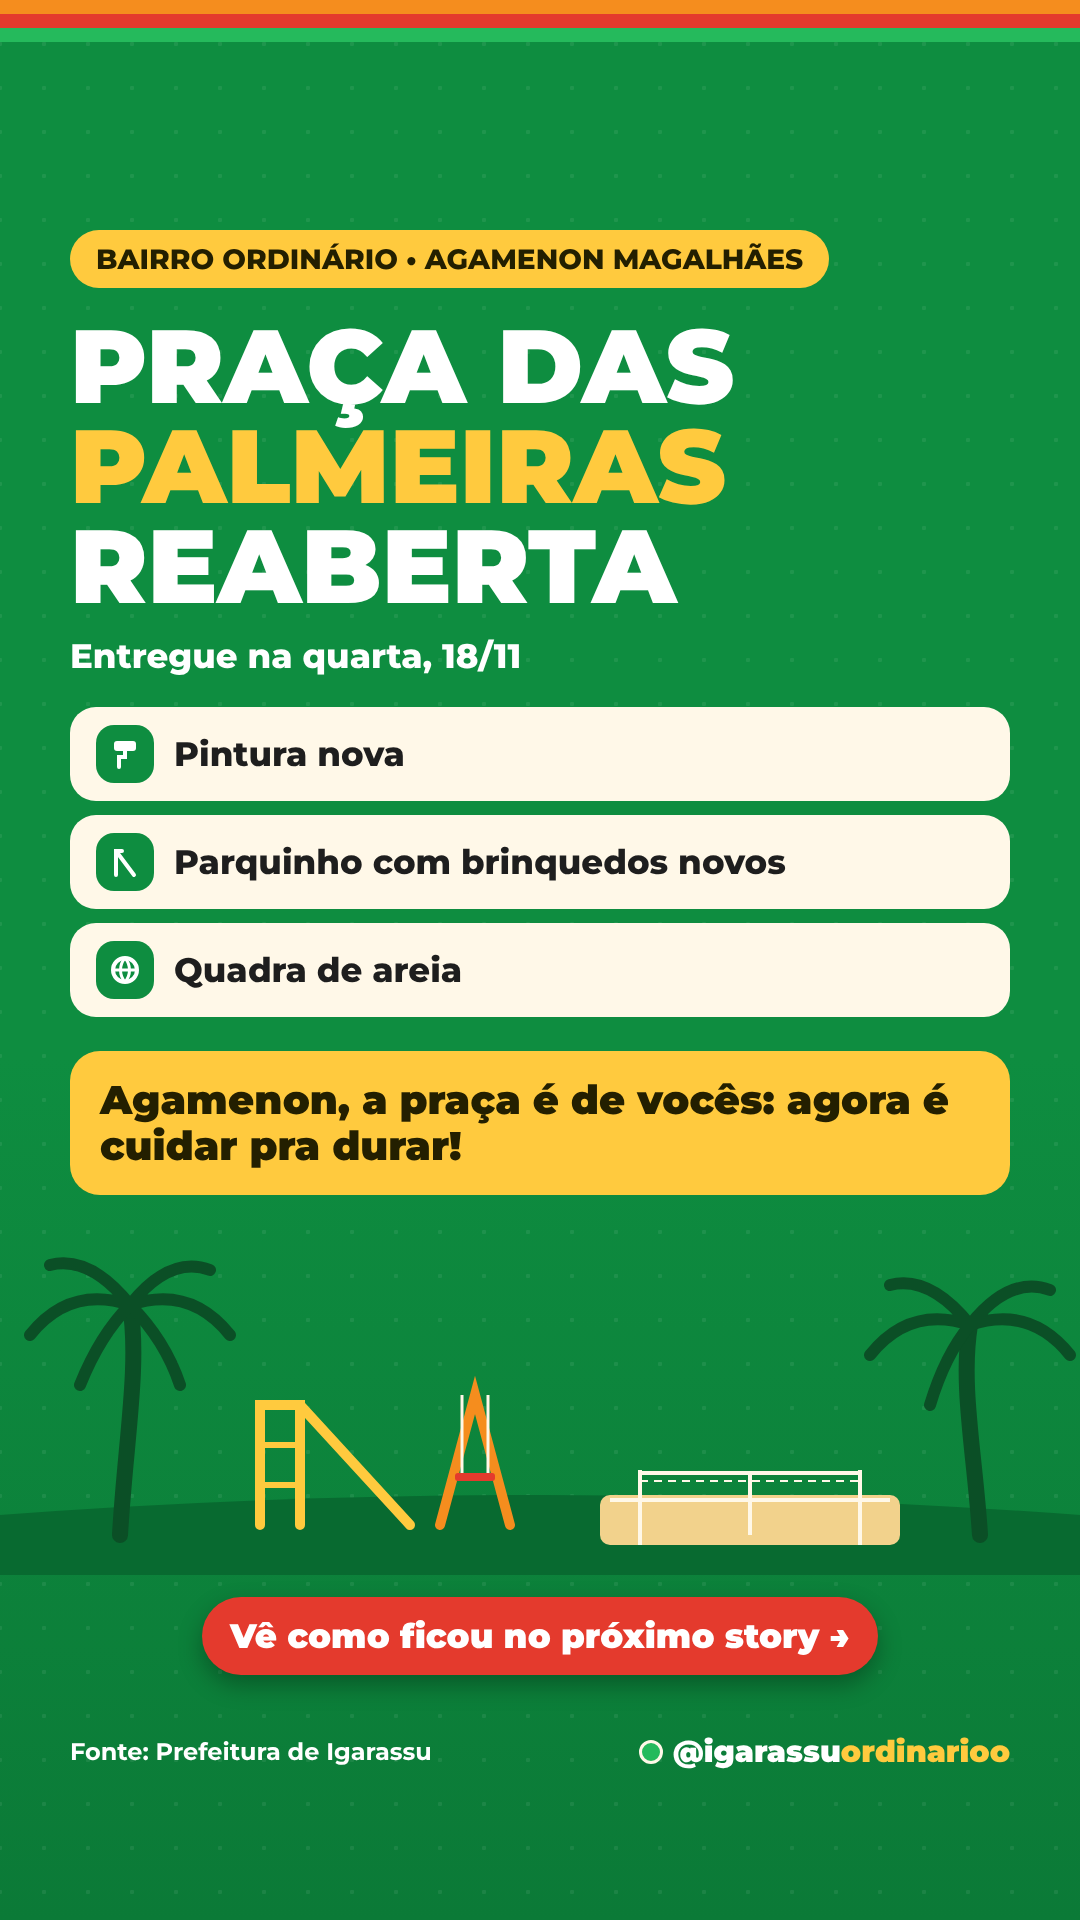 BAIRRO ORDINÁRIO • AGAMENON MAGALHÃES
PRAÇA DAS
PALMEIRAS
REABERTA
Entregue na quarta, 18/11
Pintura nova
Parquinho com brinquedos novos
Quadra de areia
Agamenon, a praça é de vocês: agora é
cuidar pra durar!
Vê como ficou no próximo story →
Fonte: Prefeitura de Igarassu
@igarassuordinarioo